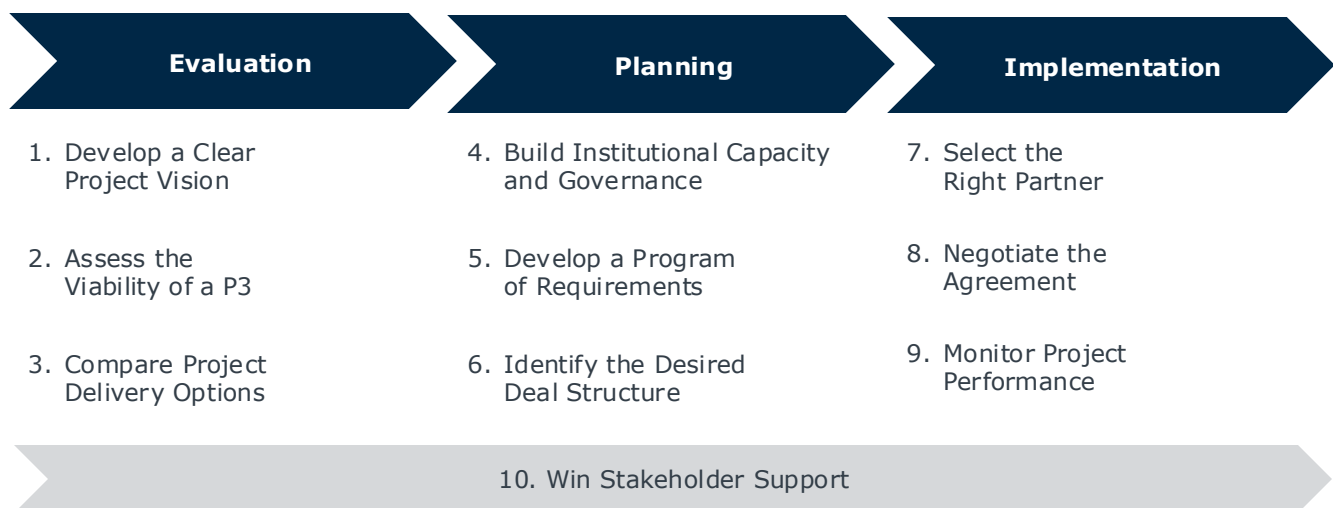 Evaluation
Planning
Implementation
1. Develop a Clear
Project Vision
2. Assess the
Viability of a P3
3. Compare Project
Delivery Options
4. Build Institutional Capacity
and Governance
5. Develop a Program
of Requirements
6. Identify the Desired
Deal Structure
7. Select the
Right Partner
8. Negotiate the
Agreement
9. Monitor Project
Performance
10. Win Stakeholder Support